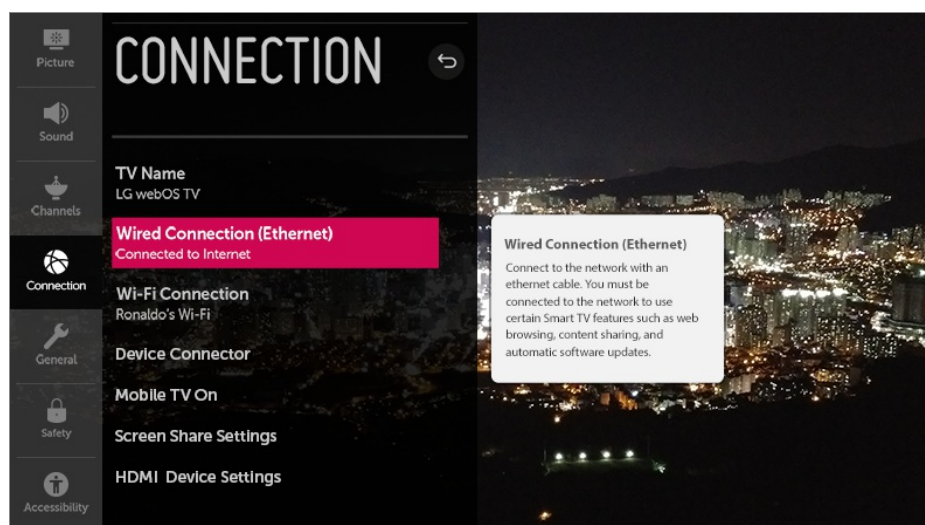 Picture
Sound
Channels
Connection
General
Safety
Accessibility
CONNECTION
TV Name
LG webOS TV
Wired Connection (Ethernet)
Connected to Internet
Wi-Fi Connection
Ronaldo's Wi-Fi
Device Connector
Mobile TV On
Screen Share Settings
HDMI Device Settings
Wired Connection (Ethernet)
Connect to the network with an
ethernet cable. You must be
connected to the network to use
certain Smart TV features such as web
browsing, content sharing, and
automatic software updates.